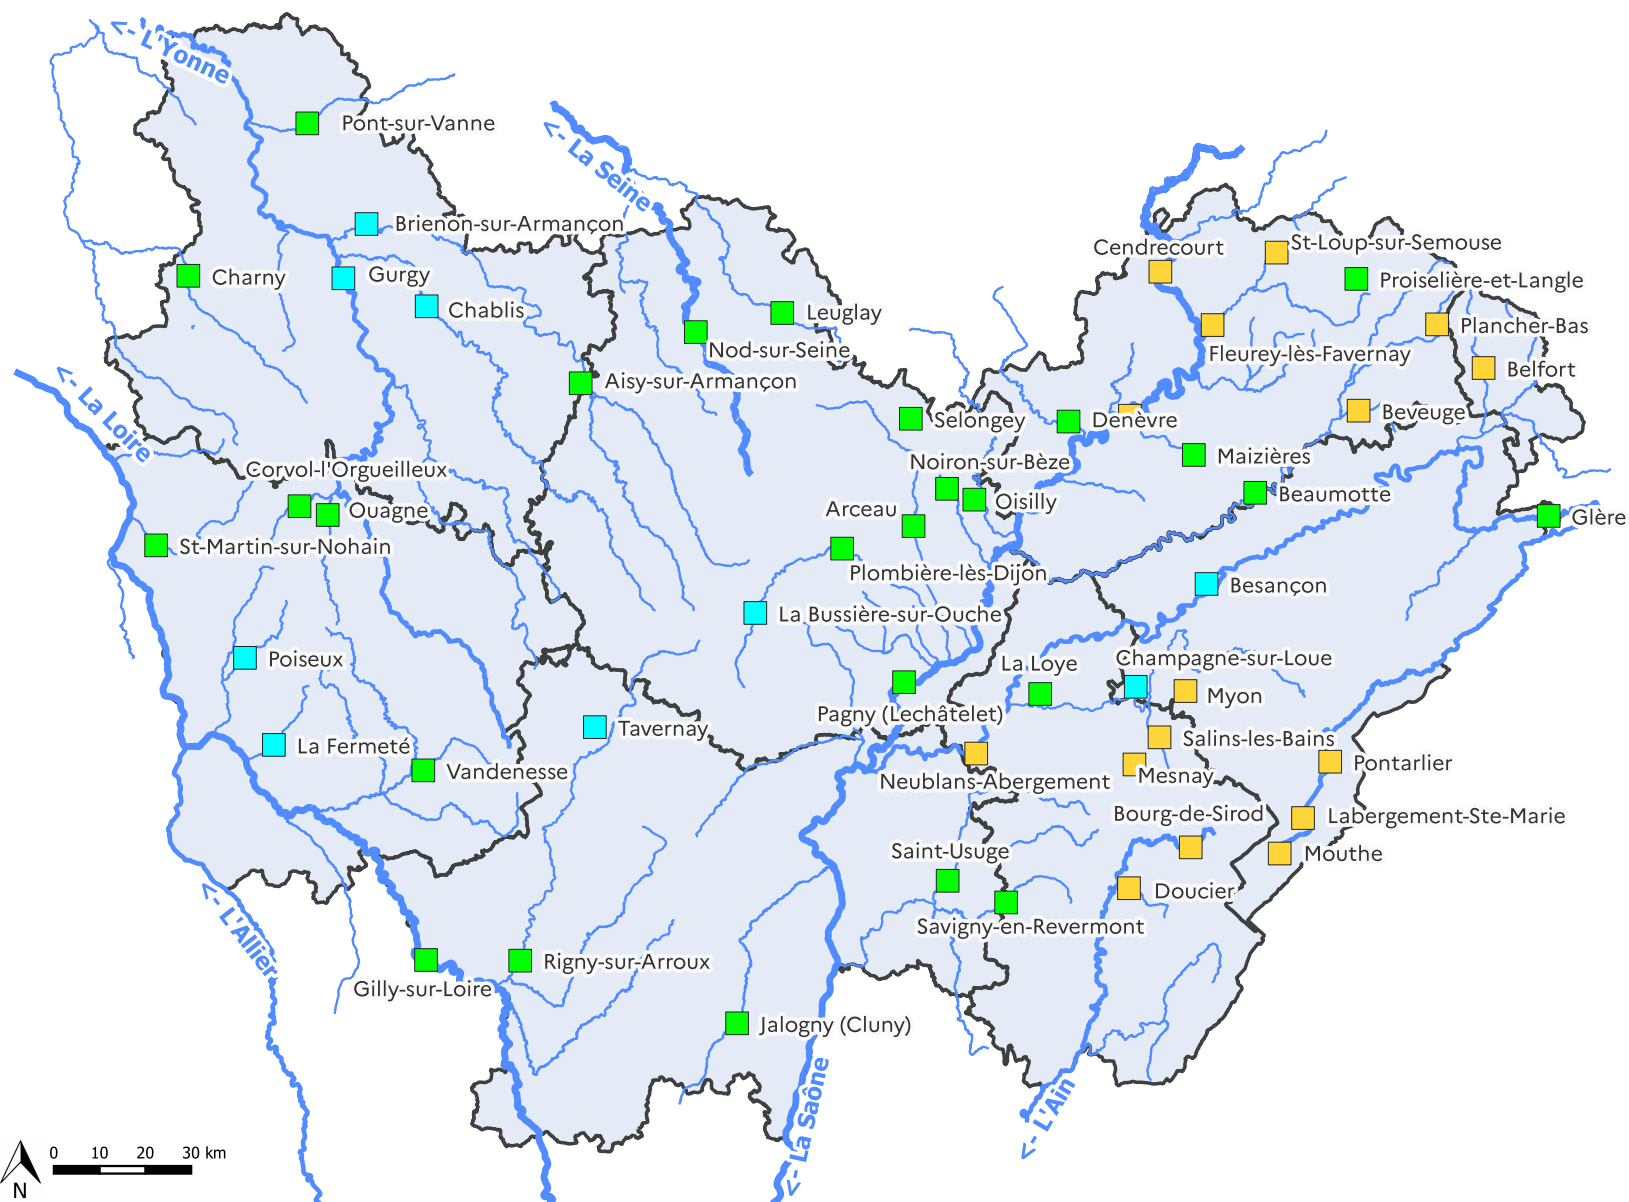 <- L'Yonne
Pont-sur-Vanne
<- La Seine
Brienon-sur-Armançon
Cendrecourt
St-Loup-sur-Semouse
Charny
Gurgy
Proiselière-et-Langle
Chablis
Leuglay
Plancher-Bas
Nod-sur-Seine
Fleurey-lès-Favernay
Belfort
<- La Loire
Aisy-sur-Armançon
Selongey
Denèvre
Beveuge
Corvol-l'Orgueilleux
Noiron-sur-Bèze
Maizières
Beaumotte
Ouagne
Arceau
Oisilly
Glère
St-Martin-sur-Nohain
Plombière-lès-Dijon
Besançon
La Bussière-sur-Ouche
Poiseux
La Loye
Champagne-sur-Loue
Myon
Pagny (Lechâtelet)
Tavernay
La Fermeté
Salins-les-Bains
Vandenesse
Neublans-Abergement
Mesnay
Pontarlier
Bourg-de-Sirod
Labergement-Ste-Marie
Saint-Usuge
Mouthe
Doucier
<- L'Allier
Savigny-en-Revermont
Rigny-sur-Arroux
Gilly-sur-Loire
Jalogny (Cluny)
<- La Saône
<- L'Ain
0 10 20 30 km
N